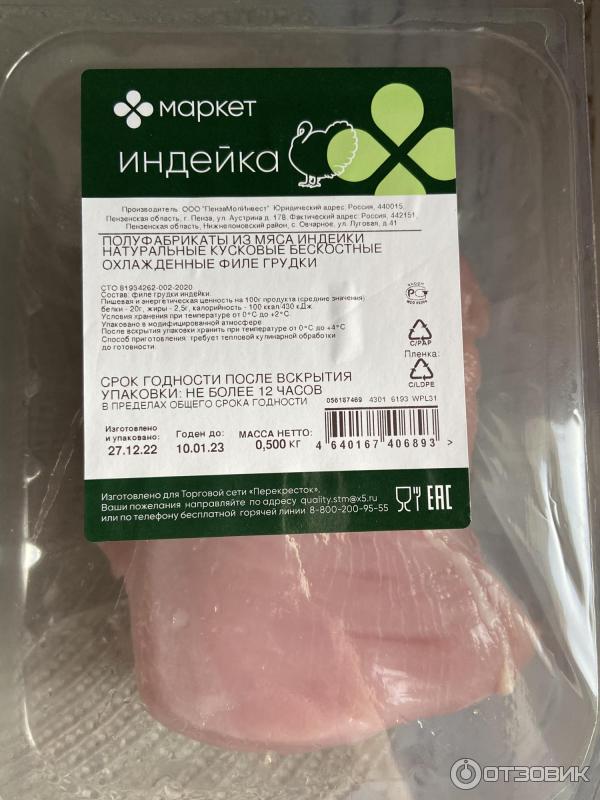 маркет
индейка
Производитель: ООО "ПензаМолИнвест" Юридический адрес: Россия, 440015,
Пензенская область, г. Пенза, ул. Аустрина д. 178, Фактический адрес: Россия, 442151,
Пензенская область, Нижнеломовский район, с. Овчарное, ул. Луговая, д.41
ПОЛУФАБРИКАТЫ ИЗ МЯСА ИНДЕЙКИ
НАТУРАЛЬНЫЕ КУСКОВЫЕ БЕСКОСТНЫЕ
ОХЛАЖДЕННЫЕ ФИЛЕ ГРУДКИ
СТО 81934262-002-2020
Состав: филе грудки индейки.
Пищевая и энергетическая ценность на 100г продукта (средние значения)
белки - 20г, жиры - 2,5г, калорийность - 100 ккал/430 кДж.
Условия хранения при температуре от 0°С до +2°С.
Упаковано в модифицированной атмосфере
После вскрытия упаковки хранить при температуре от 0°С до +4°С
Способ приготовления: требует тепловой кулинарной обработки
до готовности.
C/PAP
Пленка:
C/LDPE
СРОК ГОДНОСТИ ПОСЛЕ ВСКРЫТИЯ
УПАКОВКИ: НЕ БОЛЕЕ 12 ЧАСОВ
В ПРЕДЕЛАХ ОБЩЕГО СРОКА ГОДНОСТИ
056187469 4301 6193 WPL31
Изготовлено
и упаковано: Годен до: МАССА НЕТТО:
27.12.22 10.01.23 0,500 КГ
4 640167 406893 >
Изготовлено для Торговой сети «Перекресток».
Ваши пожелания направляйте по адресу quality.stm@x5.ru
или по телефону бесплатной горячей линии 8-800-200-95-55
EAC
ОТЗОВИК